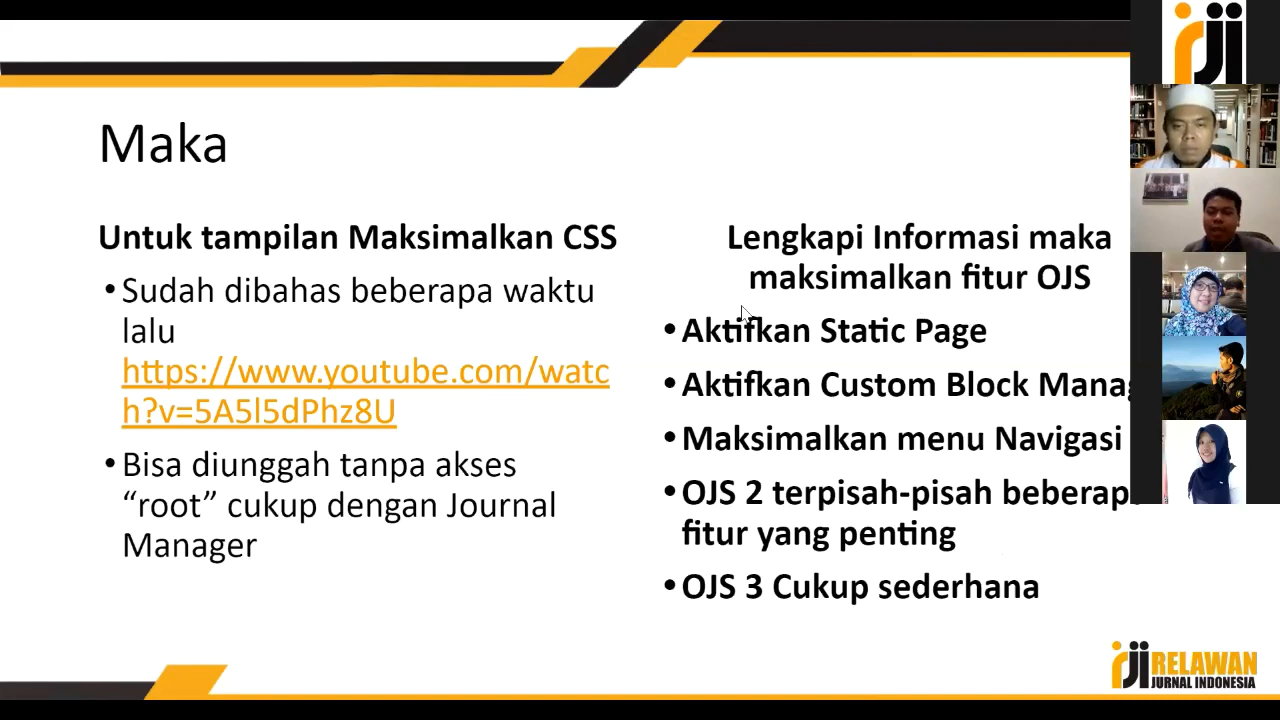 Maka
Untuk tampilan Maksimalkan CSS
• Sudah dibahas beberapa waktu
lalu
https://www.youtube.com/watc
h?v=5A5l5dPhz8U
• Bisa diunggah tanpa akses
“root” cukup dengan Journal
Manager
Lengkapi Informasi maka
maksimalkan fitur OJS
• Aktifkan Static Page
• Aktifkan Custom Block
• Maksimalkan menu Navigasi
• OJS 2 terpisah-pisah
fitur yang penting
• OJS 3 Cukup sederhana
rji
rji RELAWAN
JURNAL INDONESIA